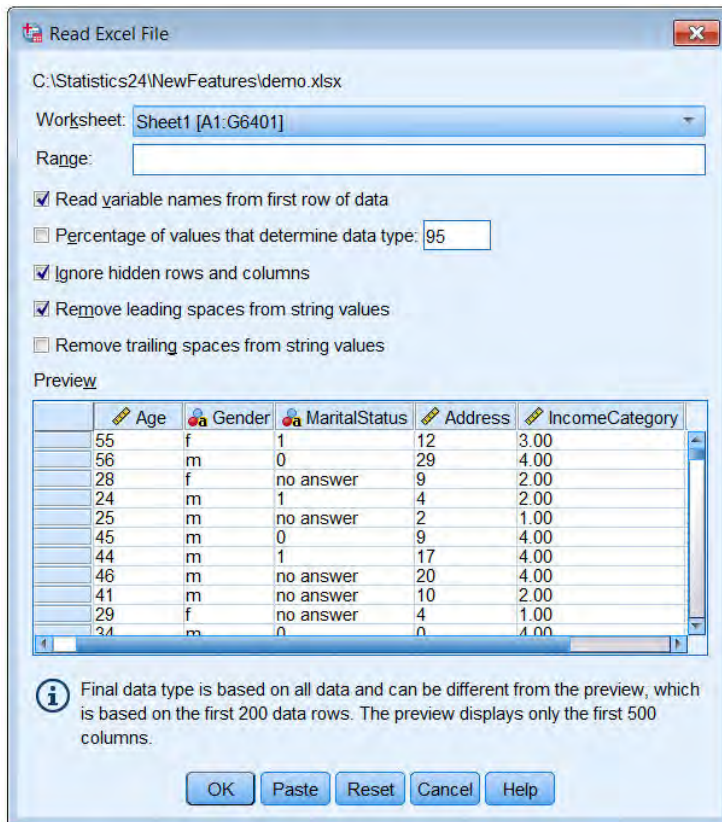 Read Excel File
C:\Statistics24\NewFeatures\demo.xlsx
Worksheet: Sheet1 [A1:G6401]
Range:
Read variable names from first row of data
Percentage of values that determine data type: 95
Ignore hidden rows and columns
Remove leading spaces from string values
Remove trailing spaces from string values
Preview
Age Gender MaritalStatus Address IncomeCategory
55 f 1 12 3.00
56 m 0 29 4.00
28 f no answer 9 2.00
24 m 1 4 2.00
25 m no answer 2 1.00
45 m 0 9 4.00
44 m 1 17 4.00
46 m no answer 20 4.00
41 m no answer 10 2.00
29 f no answer 4 1.00
34 m 0 0 4.00
Final data type is based on all data and can be different from the preview, which
is based on the first 200 data rows. The preview displays only the first 500
columns.
OK Paste Reset Cancel Help